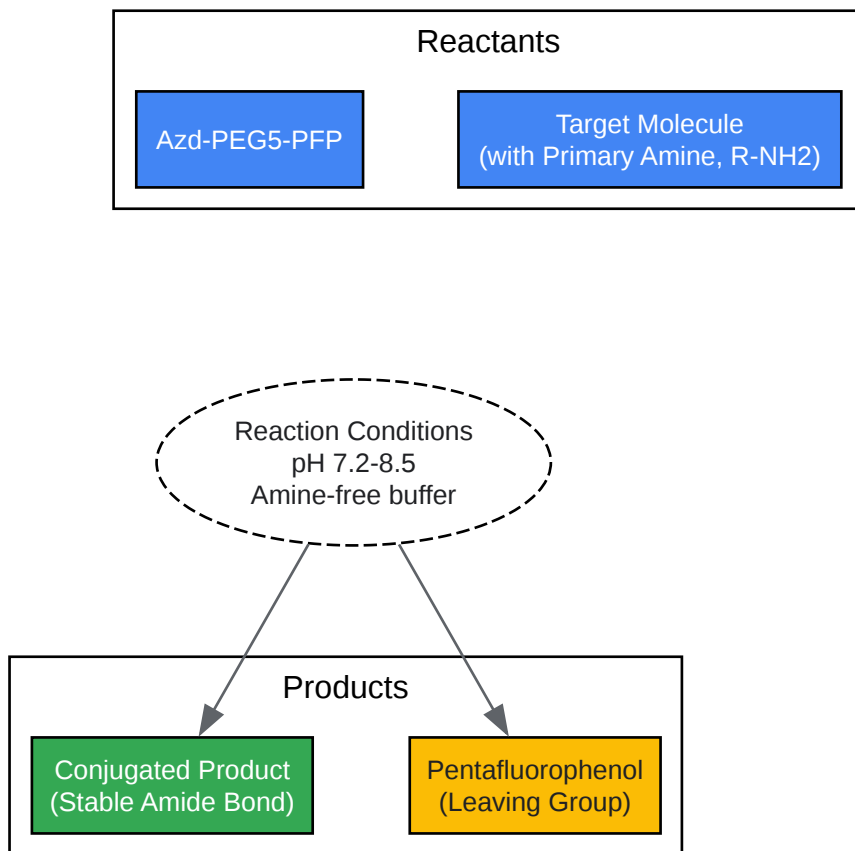 Reactants
Azd-PEG5-PFP
Target Molecule
(with Primary Amine, R-NH2)
Reaction Conditions
pH 7.2-8.5
Amine-free buffer
Products
Conjugated Product
(Stable Amide Bond)
Pentafluorophenol
(Leaving Group)